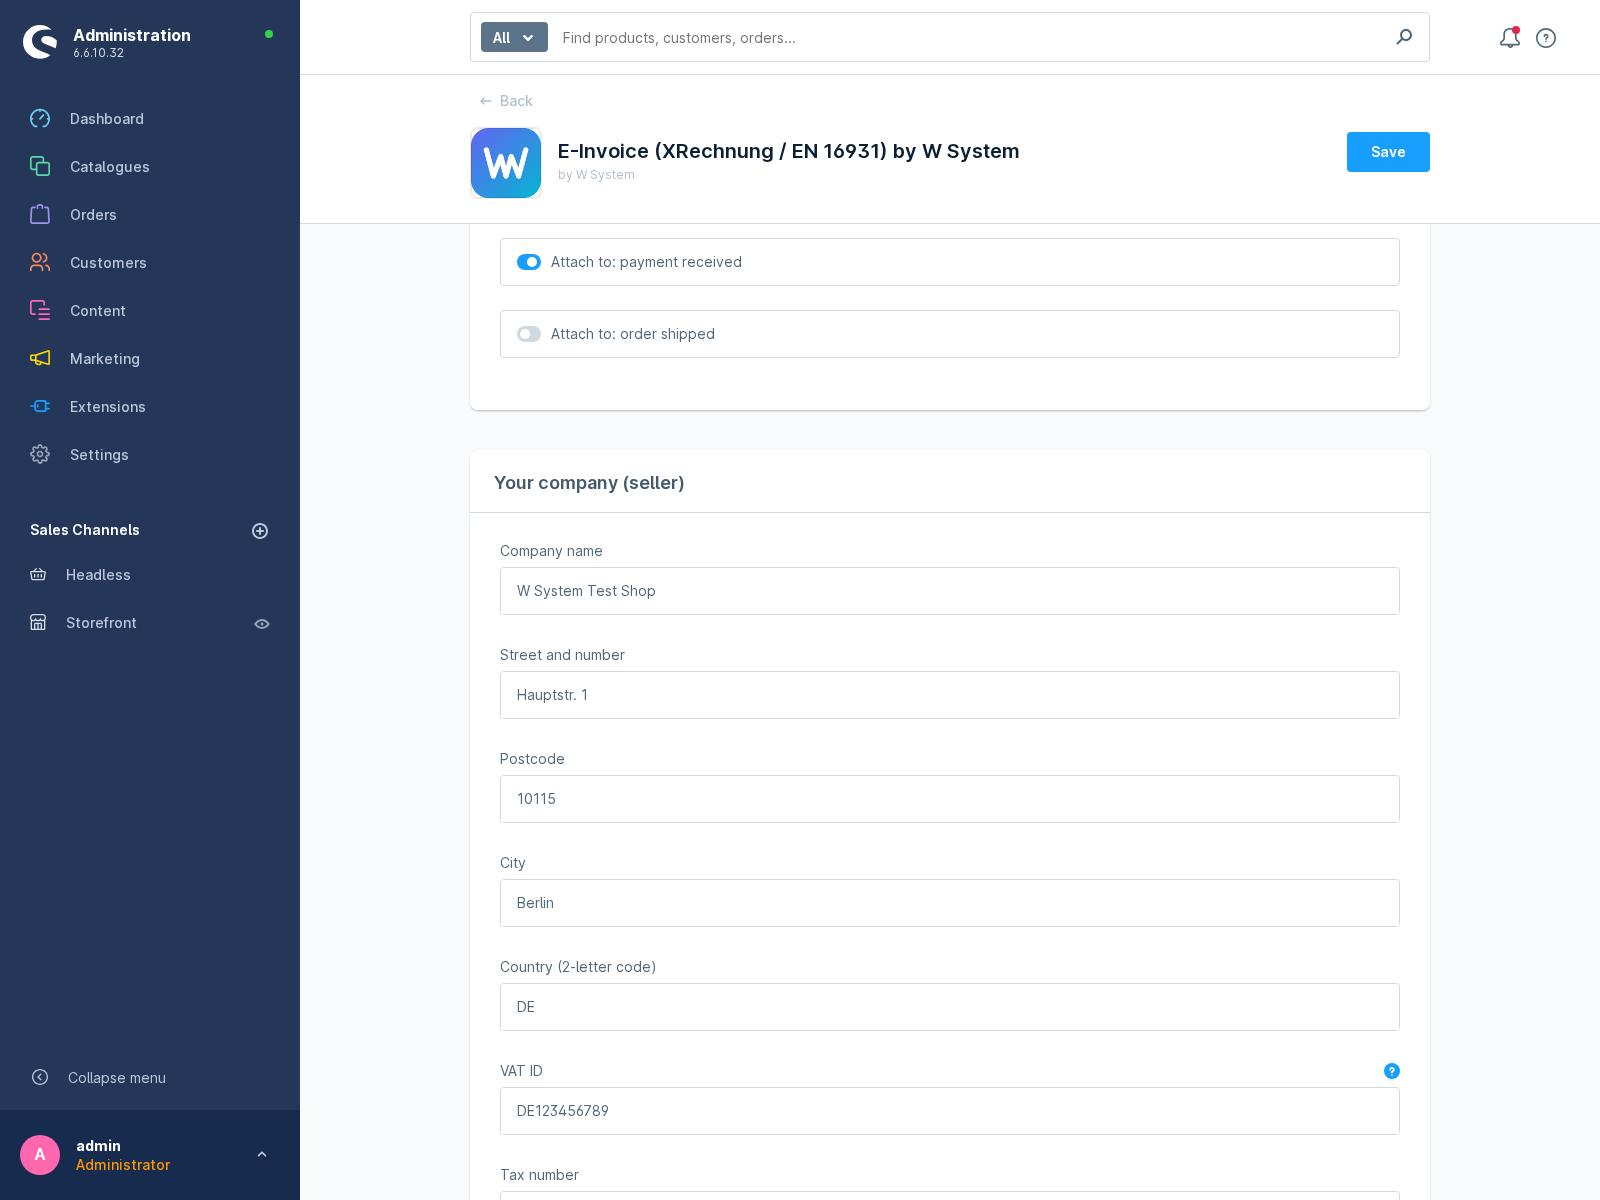 Administration
6.6.10.32
Dashboard
Catalogues
Orders
Customers
Content
Marketing
Extensions
Settings
Sales Channels
Headless
Storefront
Collapse menu
A
admin
Administrator
All
Find products, customers, orders...
Back
W
E-Invoice (XRechnung / EN 16931) by W System
by W System
Save
Attach to: payment received
Attach to: order shipped
Your company (seller)
Company name
W System Test Shop
Street and number
Hauptstr. 1
Postcode
10115
City
Berlin
Country (2-letter code)
DE
VAT ID
DE123456789
Tax number